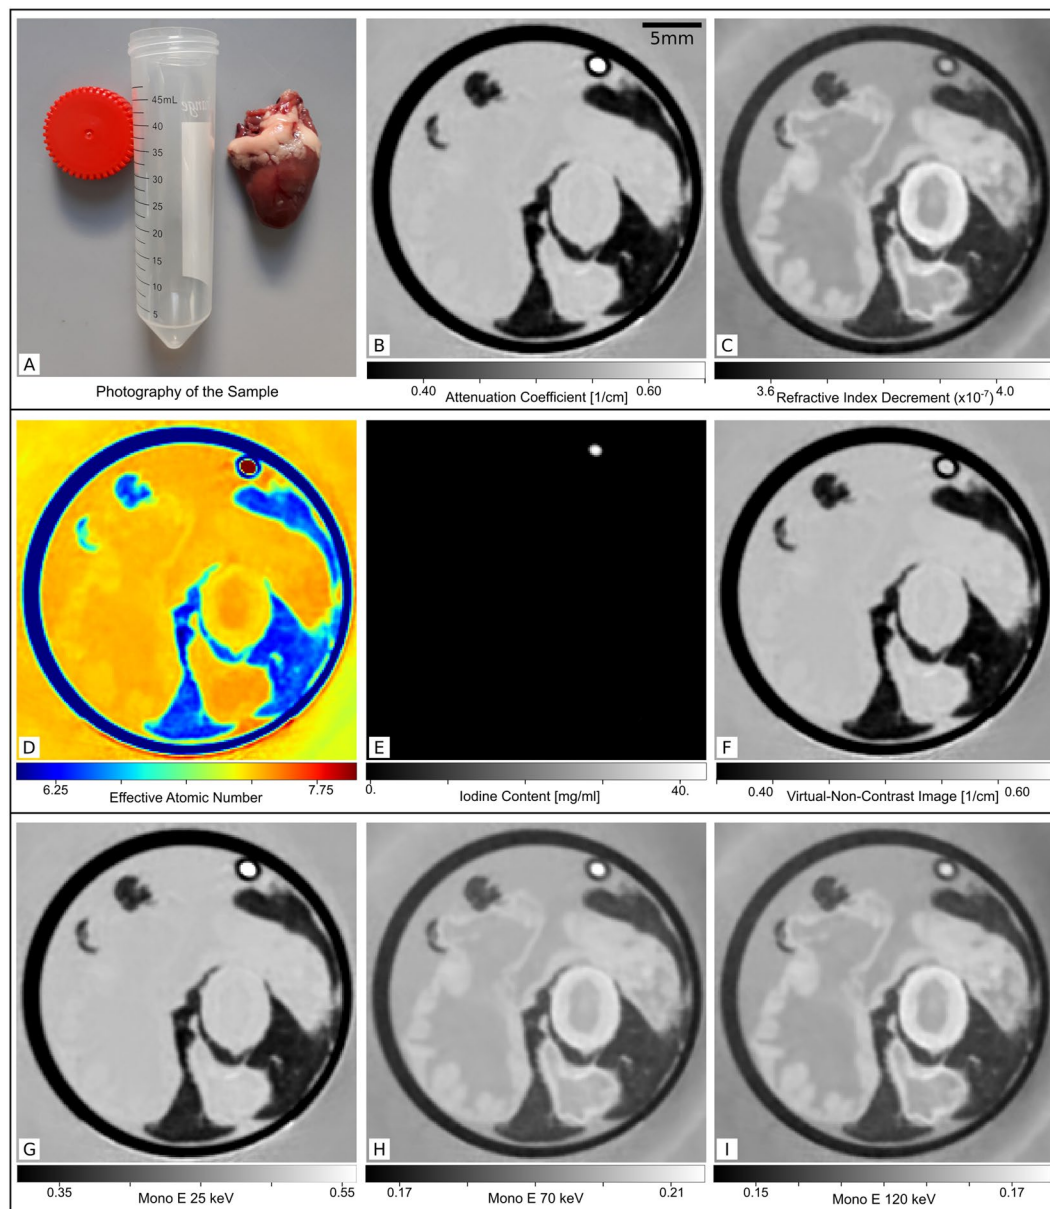 45mL
ange
40
35
30
25
20
15
10
5
A
Photography of the Sample
5mm
B
0.40 0.60
Attenuation Coefficient [1/cm]
C
3.6 4.0
Refractive Index Decrement (x10⁻⁷)
D
6.25 7.75
Effective Atomic Number
E
0. 40.
Iodine Content [mg/ml]
F
0.40 0.60
Virtual-Non-Contrast Image [1/cm]
G
0.35 0.55
Mono E 25 keV
H
0.17 0.21
Mono E 70 keV
I
0.15 0.17
Mono E 120 keV